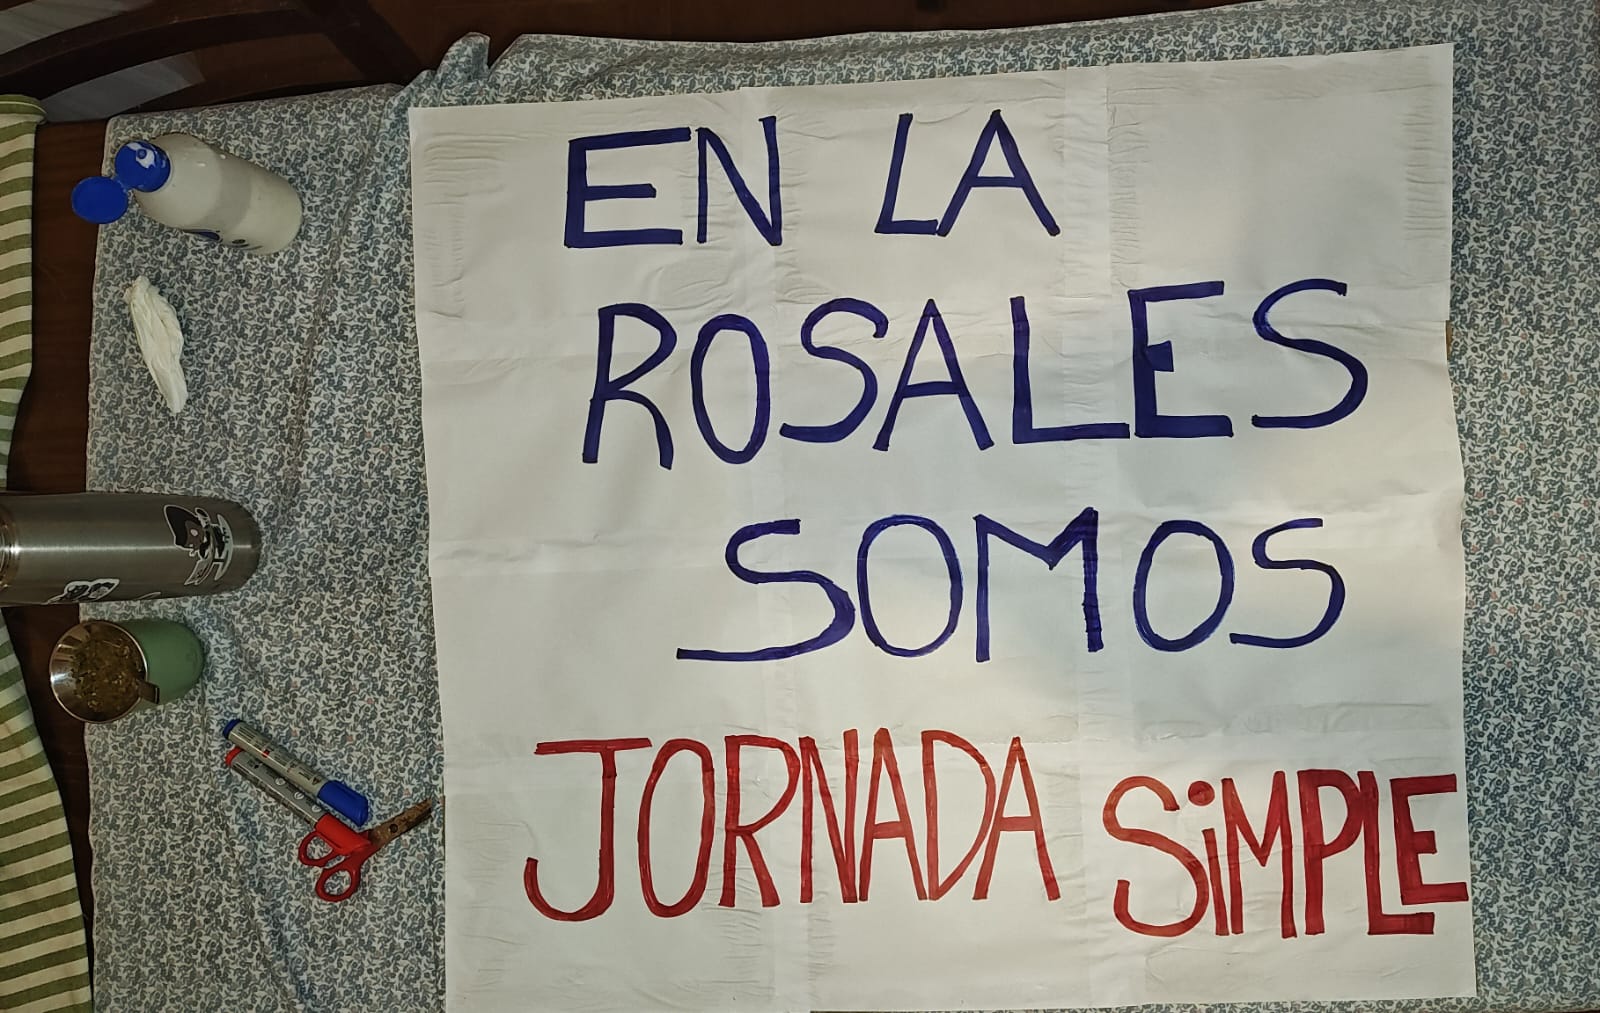 EN LA
ROSALES
SOMOS
JORNADA SiMPLE